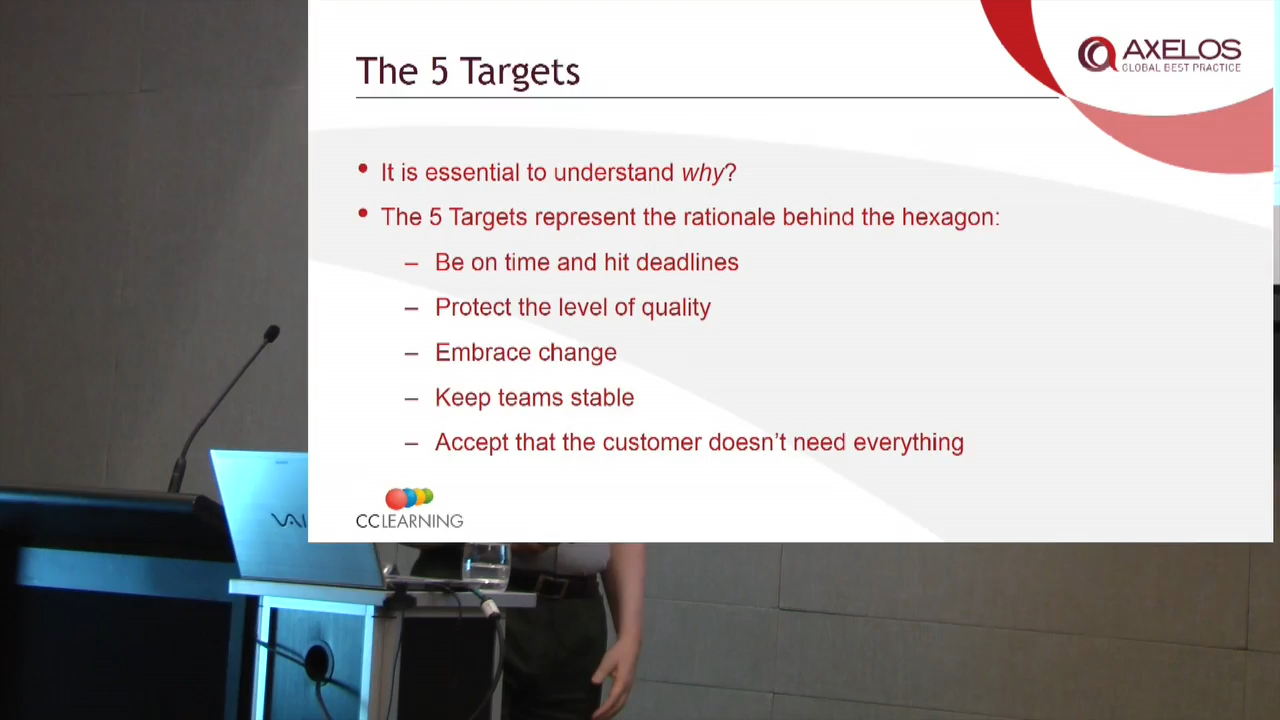 The 5 Targets
AXELOS
GLOBAL BEST PRACTICE
• It is essential to understand why?
• The 5 Targets represent the rationale behind the hexagon:
– Be on time and hit deadlines
– Protect the level of quality
– Embrace change
– Keep teams stable
– Accept that the customer doesn't need everything
CCLEARNING
VAI